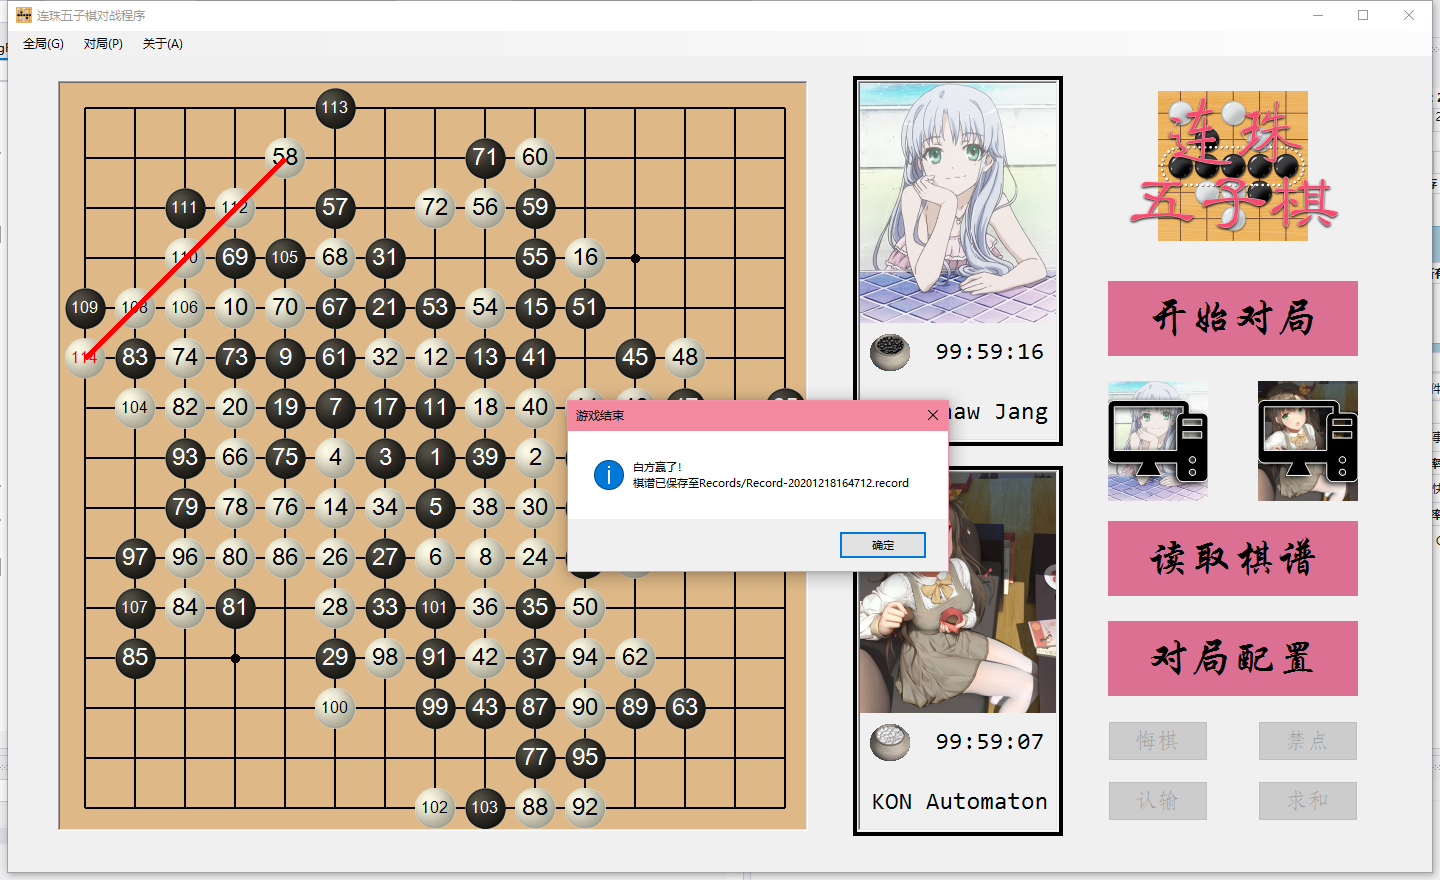 连珠五子棋对战程序
全局(G) 对局(P) 关于(A)
113
58 71 60
111 112 57 72 56 59
110 69 105 68 31 55 16
109 108 106 10 70 67 21 53 54 15 51
114 83 74 73 9 61 32 12 13 41 45 48
104 82 20 19 7 17 11 18 40
93 66 75 4 3 1 39 2
79 78 76 14 34 5 38 30
97 96 80 86 26 27 6 8 24
107 84 81 28 33 101 36 35 50
85 29 98 91 42 37 94 62
100 99 43 87 90 89 63
77 95
102 103 88 92
99:59:16
haw Jang
99:59:07
KON Automaton
游戏结束
白方赢了!
棋谱已保存至Records/Record-20201218164712.record
确定
连珠
五子棋
开始对局
读取棋谱
对局配置
悔棋 禁点
认输 求和